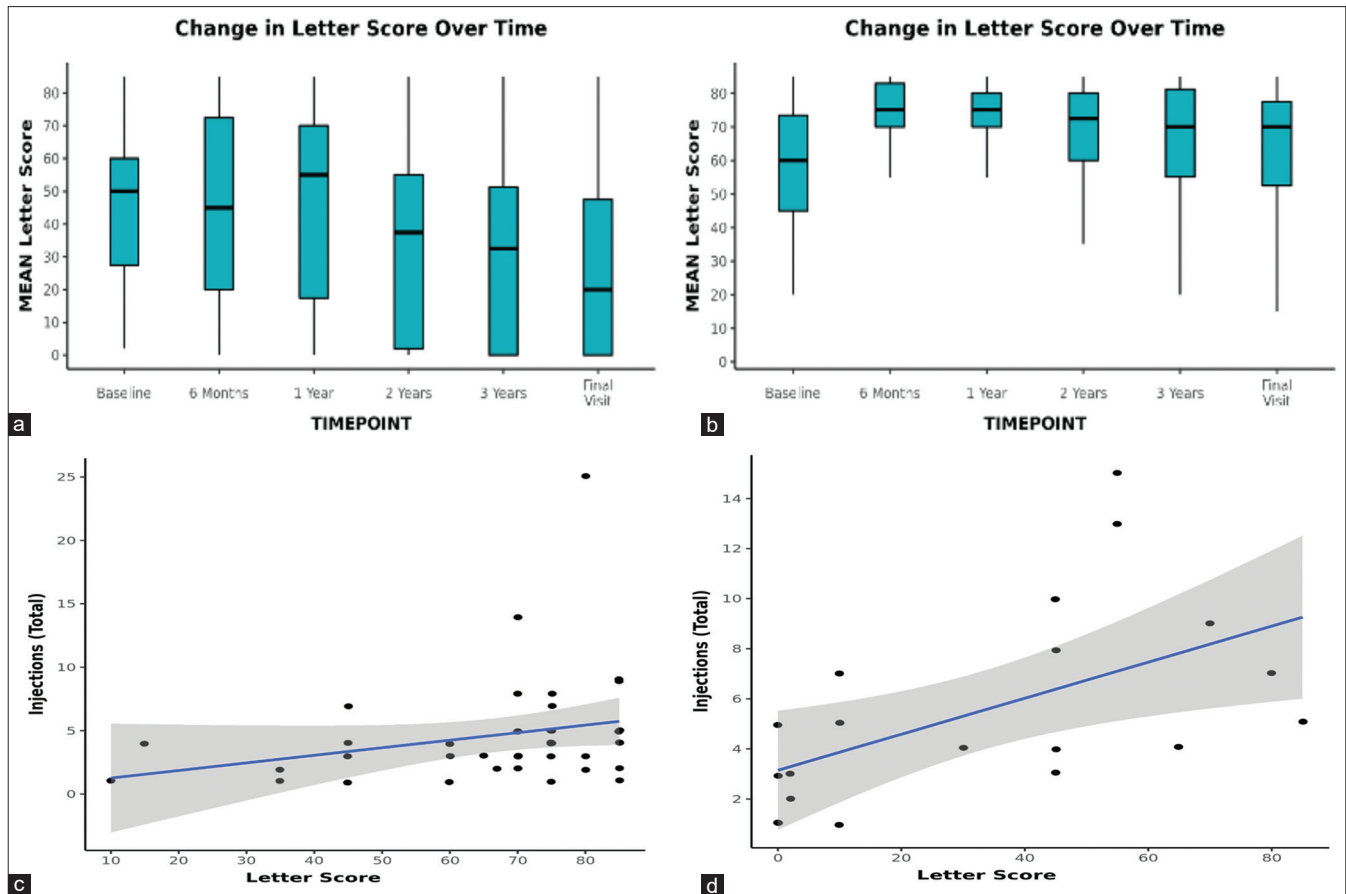 Change in Letter Score Over Time
MEAN Letter Score
80
70
60
50
40
30
20
10
0
Baseline
6 Months
1 Year
2 Years
3 Years
Final
Visit
TIMEPOINT
a
Change in Letter Score Over Time
MEAN Letter Score
80
70
60
50
40
30
20
10
0
Baseline
6 Months
1 Year
2 Years
3 Years
Final
Visit
TIMEPOINT
b
Injections (Total)
25
20
15
10
5
0
10
20
30
40
50
60
70
80
Letter Score
c
Injections (Total)
14
12
10
8
6
4
2
0
20
40
60
80
Letter Score
d